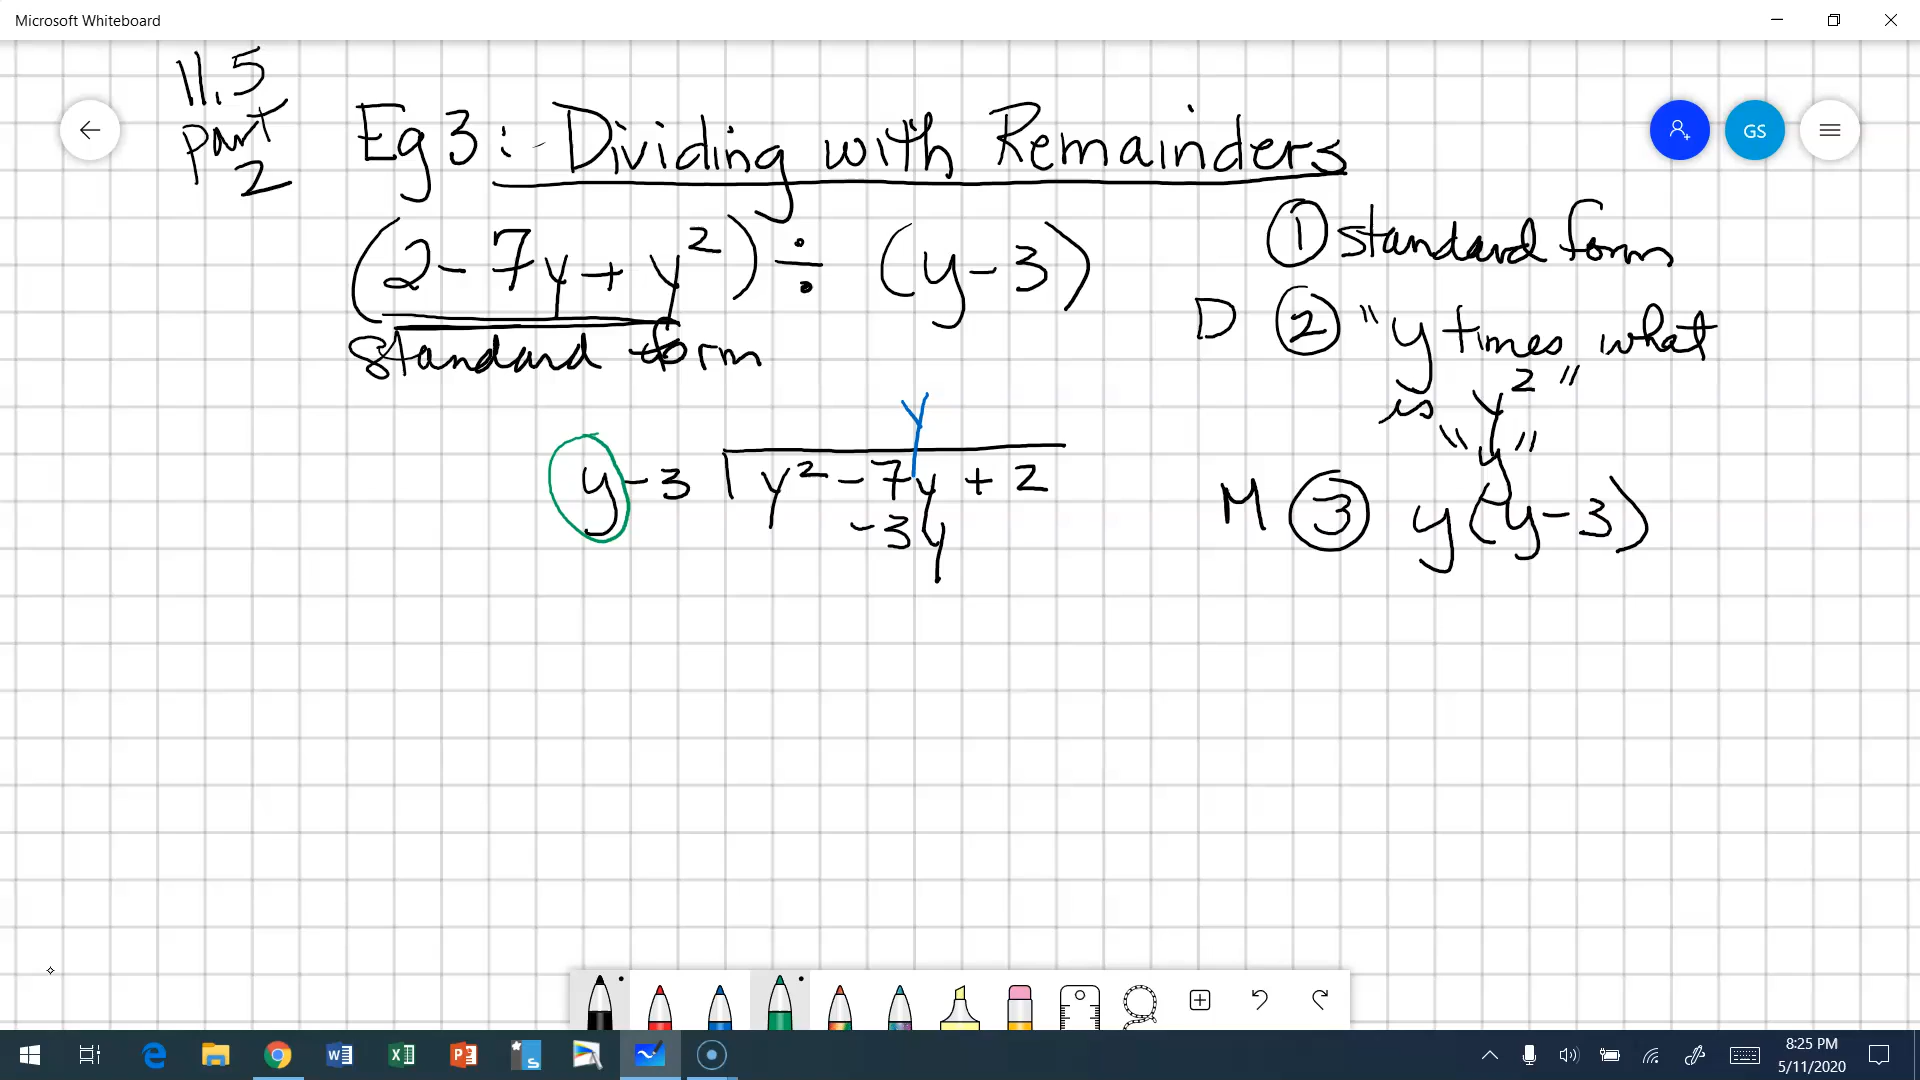 Microsoft Whiteboard
11.5
part
2
Eg 3: Dividing with Remainders
(2 - 7y + y²) ÷ (y - 3)
standard form
① standard form
D ② "y times what
is y²"
"y"
M ③ y(y - 3)
y
y - 3 y² - 7y + 2
- 3y
GS
8:25 PM
5/11/2020